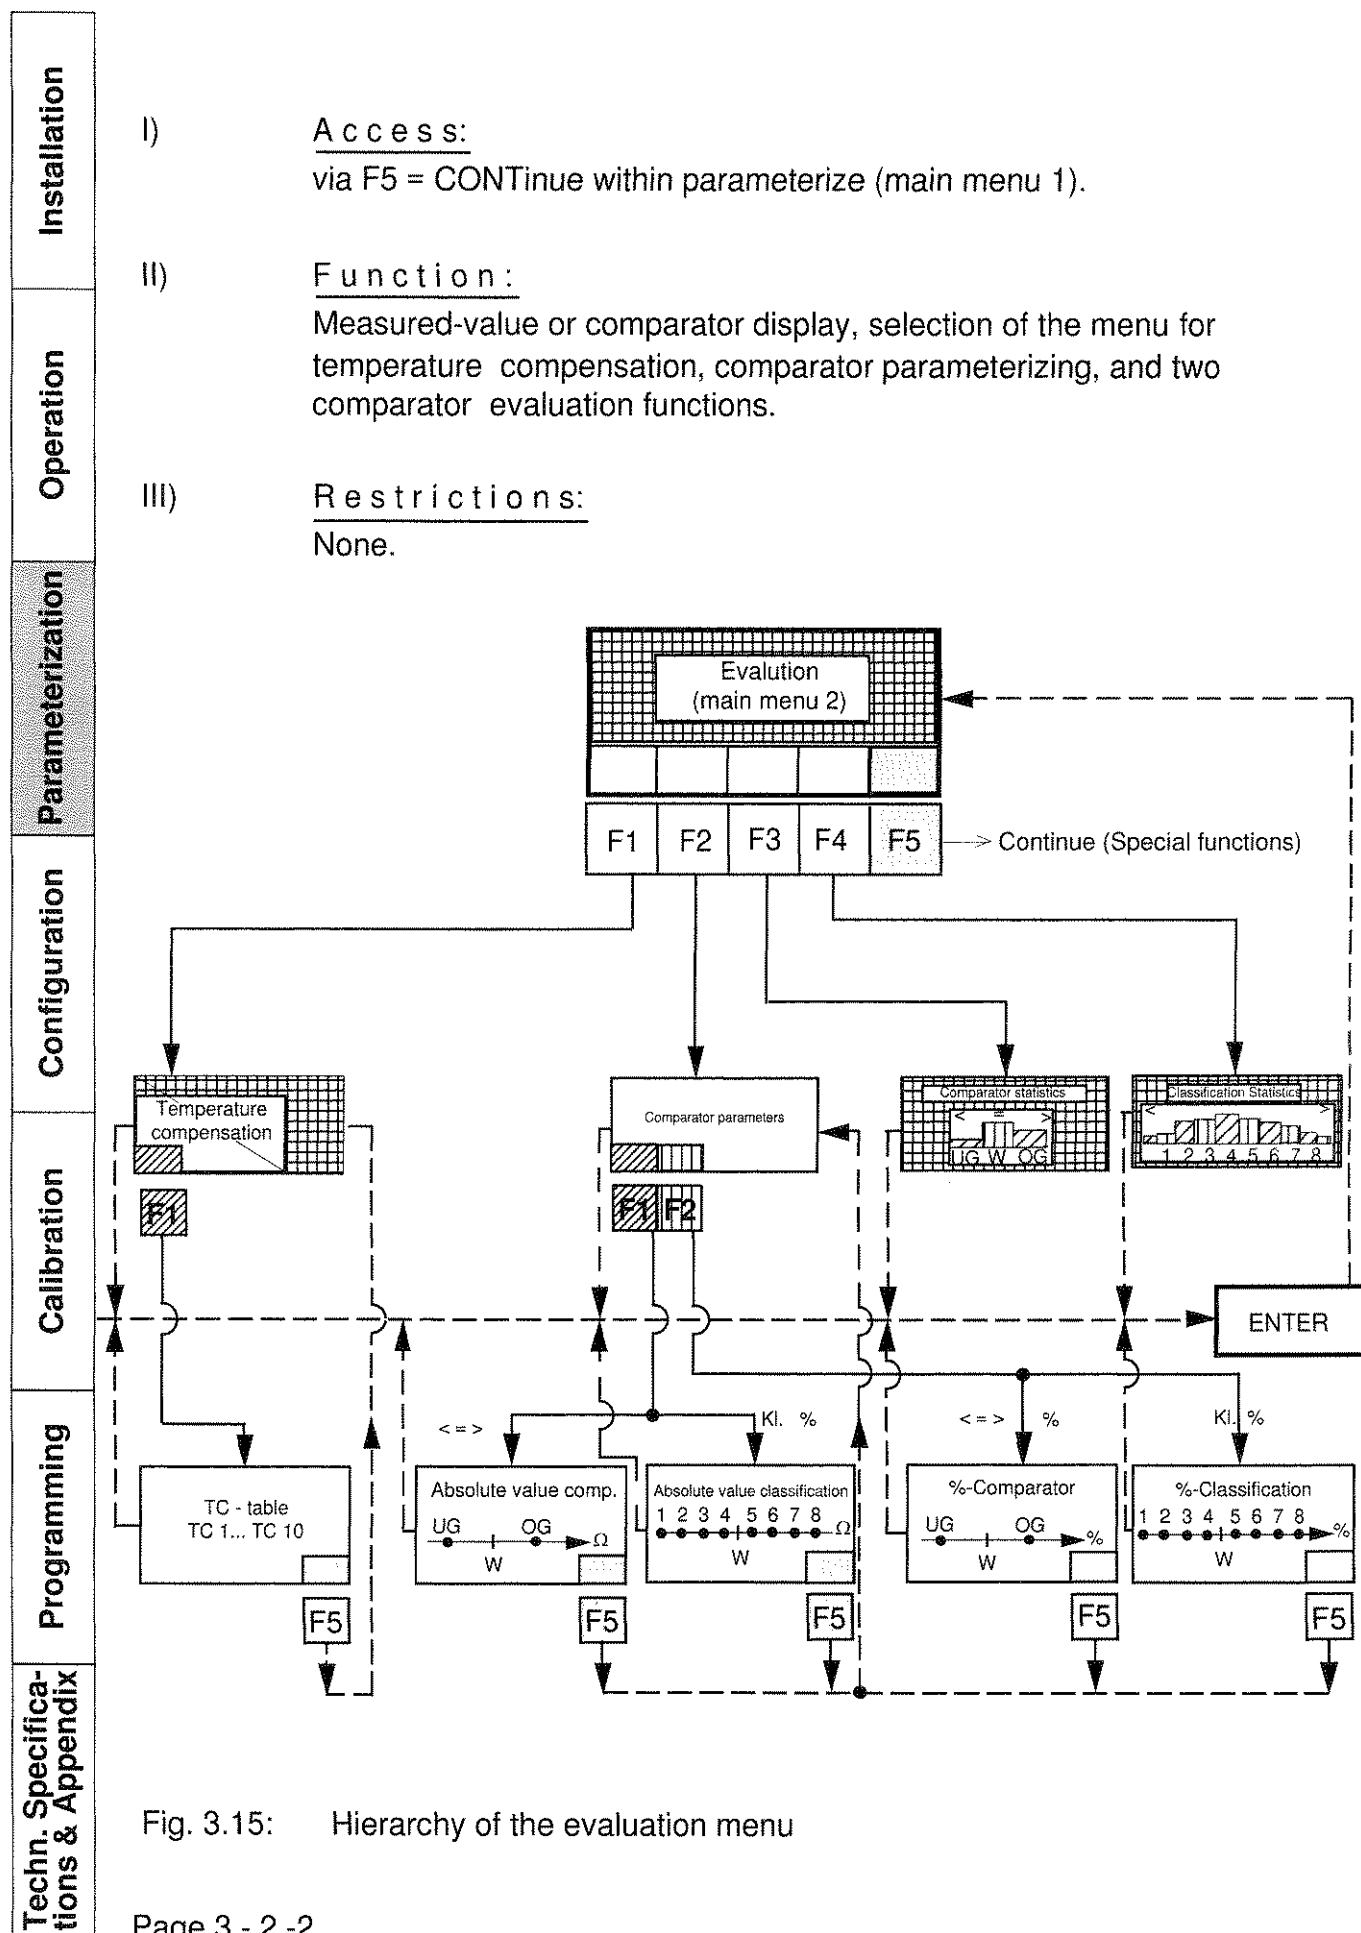 Installation
Operation
Parameterization
Configuration
Calibration
Programming
Techn. Specifica-
tions & Appendix
I) Access:
via F5 = CONTinue within parameterize (main menu 1).
II) Function:
Measured-value or comparator display, selection of the menu for
temperature compensation, comparator parameterizing, and two
comparator evaluation functions.
III) Restrictions:
None.
Evalution
(main menu 2)
F1 F2 F3 F4 F5 Continue (Special functions)
Temperature
compensation
F1
Comparator parameters
F1 F2
Comparator statistics
< = >
UG W OG
Classification Statistics
< >
1 2 3 4 5 6 7 8
ENTER
< = >
Kl. %
< = > %
Kl. %
TC - table
TC 1... TC 10
F5
Absolute value comp.
UG OG Ω
W
F5
Absolute value classification
1 2 3 4 5 6 7 8 Ω
W
F5
%-Comparator
UG OG %
W
F5
%-Classification
1 2 3 4 5 6 7 8 %
W
F5
Fig. 3.15: Hierarchy of the evaluation menu
Page 3 - 2 -2